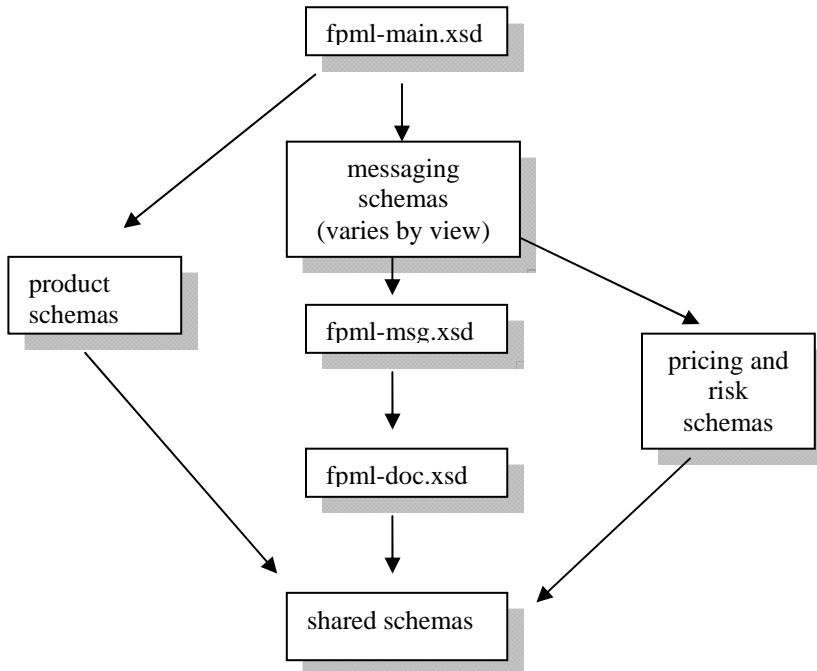 fpml-main.xsd
messaging
schemas
(varies by view)
product
schemas
fpml-msg.xsd
pricing and
risk
schemas
fpml-doc.xsd
shared schemas